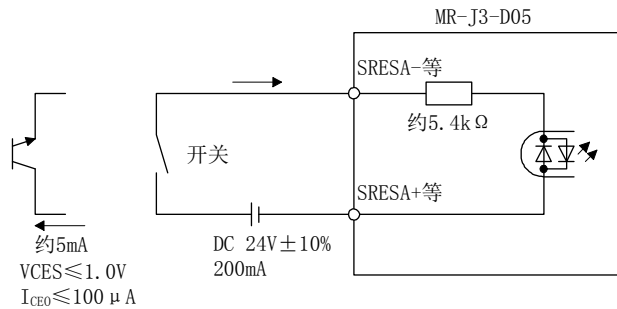 MR-J3-D05
SRESA-等
约5.4kΩ
开关
SRESA+等
约5mA
VCES≦1.0V
ICEO≦100μA
DC 24V±10%
200mA